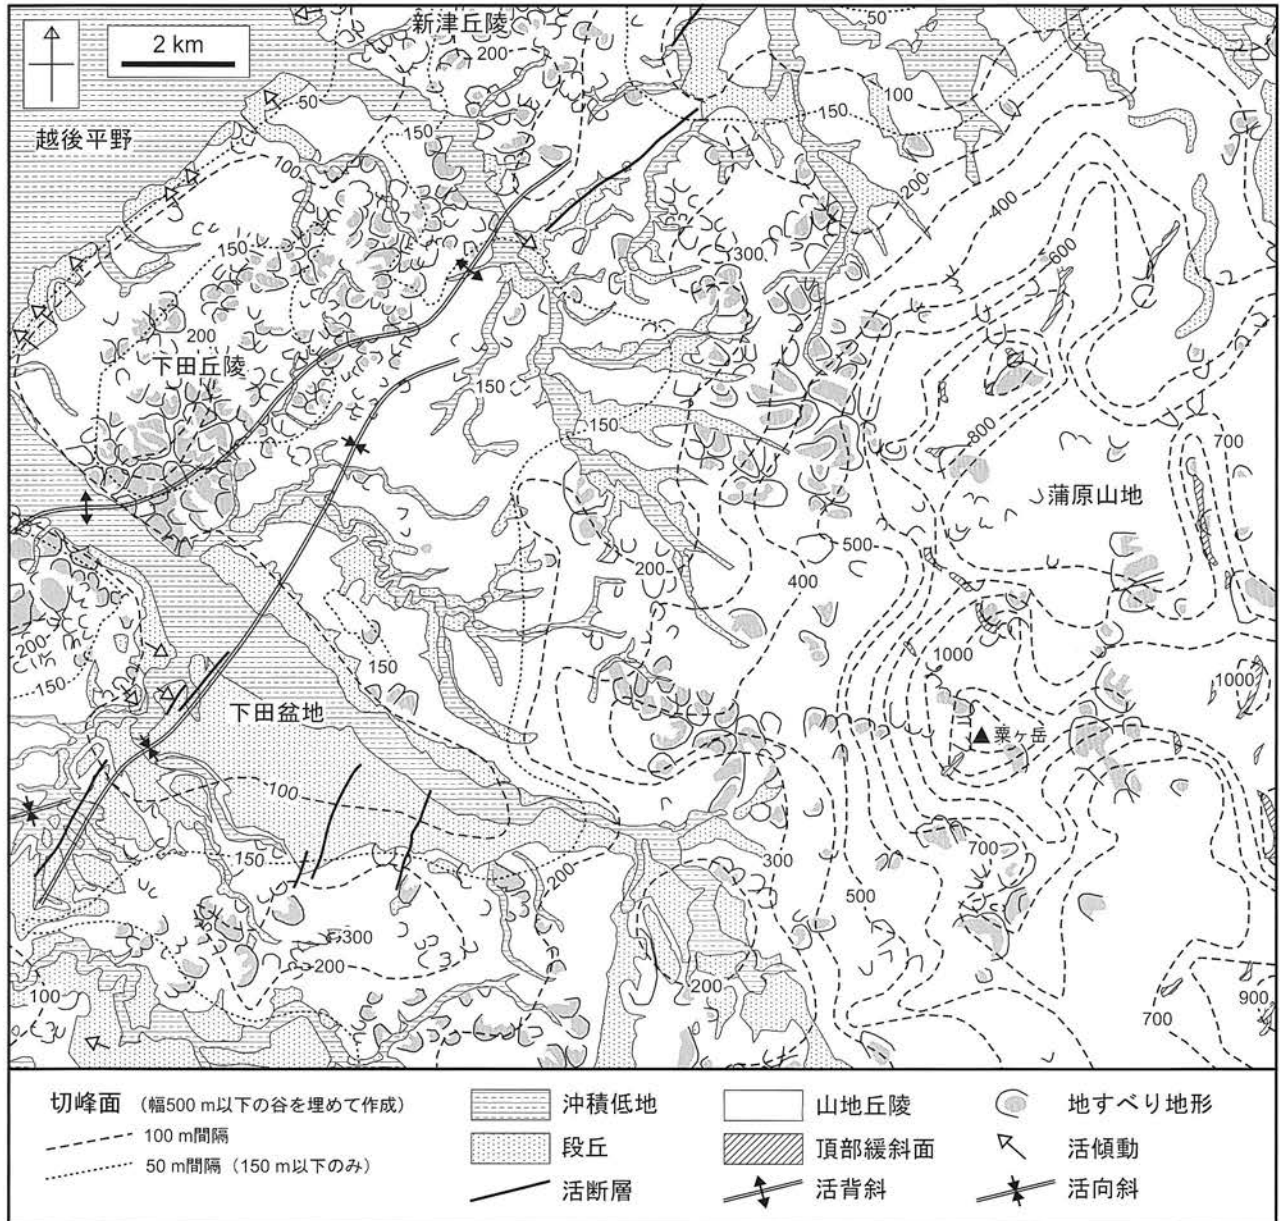 新津丘陵
2 km
200
50
50
越後平野
150
100
150
100
200
400
150
300
600
200
下田丘陵
150
150
800
700
蒲原山地
500
200
400
200
150
150
1000
1000
下田盆地
粟ヶ岳
100
150
200
300
700
300
500
200
200
100
700
900
切峰面 (幅500 m以下の谷を埋めて作成)
100 m間隔
50 m間隔 (150 m以下のみ)
沖積低地
山地丘陵
地すべり地形
段丘
頂部緩斜面
活傾動
活断層
活背斜
活向斜